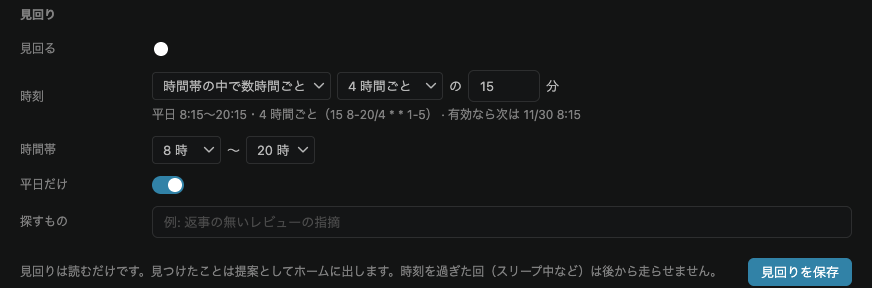 見回り
見回る
時刻 時間帯の中で数時間ごと 4 時間ごと の 15 分
平日 8:15〜20:15・4 時間ごと（15 8-20/4 * * 1-5） · 有効なら次は 11/30 8:15
時間帯 8 時 〜 20 時
平日だけ
探すもの 例: 返事の無いレビューの指摘
見回りは読むだけです。見つけたことは提案としてホームに出します。時刻を過ぎた回（スリープ中など）は後から走らせません。 見回りを保存